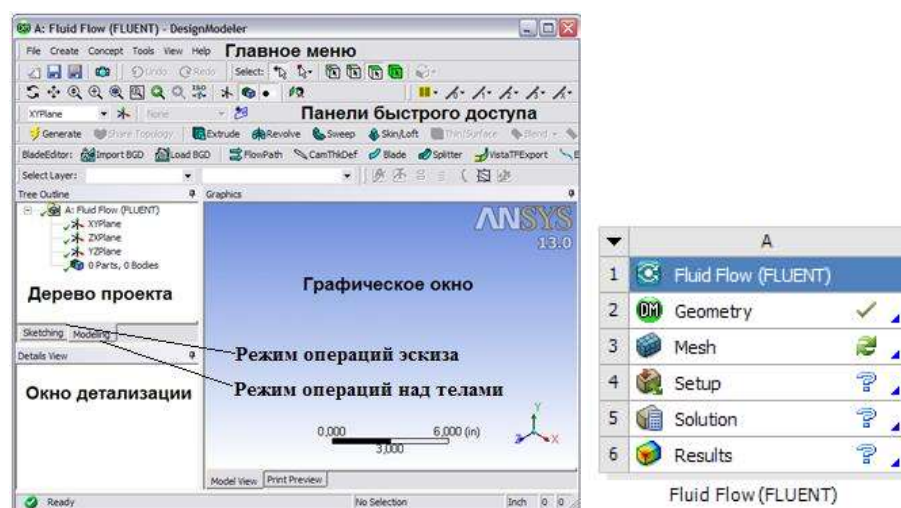 A: Fluid Flow (FLUENT) - DesignModeler
File Create Concept Tools View Help Главное меню
Undo Redo Select:
XYPlane None Панели быстрого доступа
Generate Share Topology Extrude Revolve Sweep Skin/Loft Thin/Surface Blend
BladeEditor: Import BGD Load BGD FlowPath CamThkDef Blade Splitter VistaTFExport E
Select Layer:
Tree Outline
A: Fluid Flow (FLUENT)
XYPlane
ZXPlane
YZPlane
0 Parts, 0 Bodies
Дерево проекта
Sketching Modeling
Details View
Окно детализации
Graphics
ANSYS
13.0
Графическое окно
Режим операций эскиза
Режим операций над телами
0,000 6,000 (in)
3,000
Y
Z X
Model View Print Preview
Ready No Selection Inch 0 0
A
1 Fluid Flow (FLUENT)
2 DM Geometry
3 Mesh
4 Setup
5 Solution
6 Results
Fluid Flow (FLUENT)